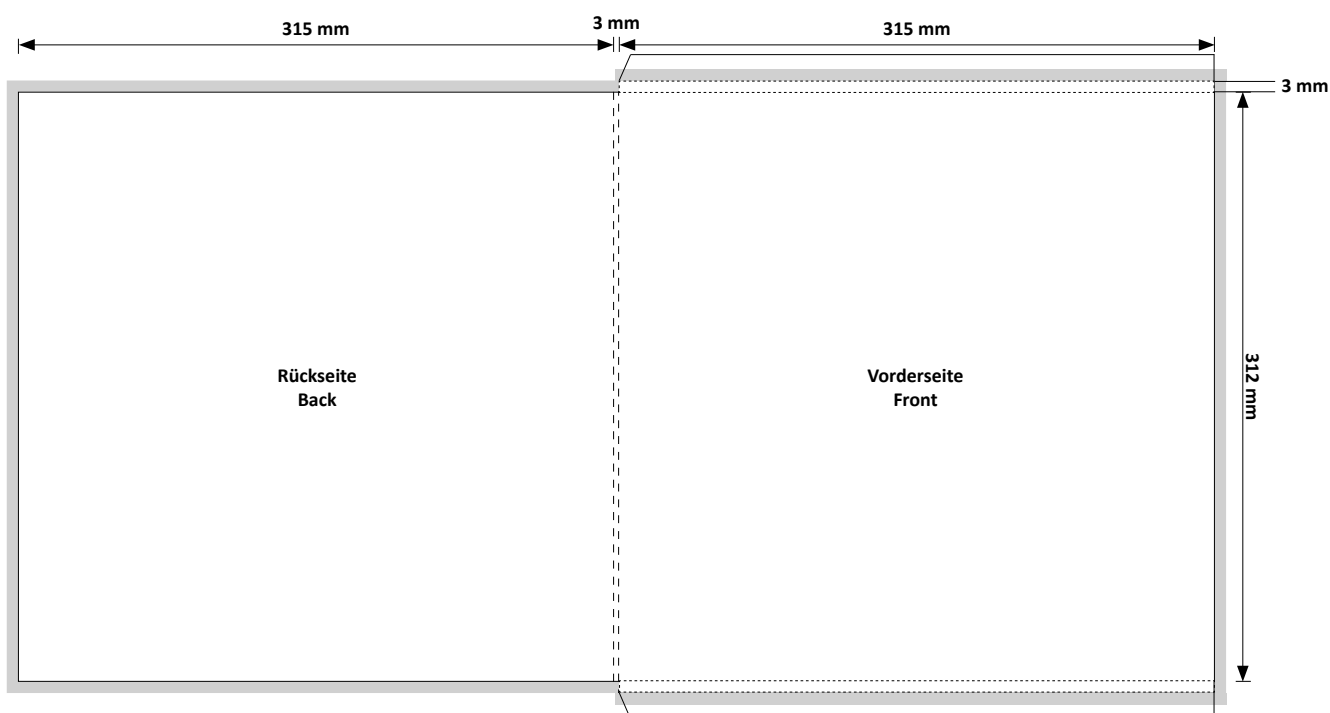 315 mm
3 mm
315 mm
3 mm
Rückseite
Back
Vorderseite
Front
312 mm